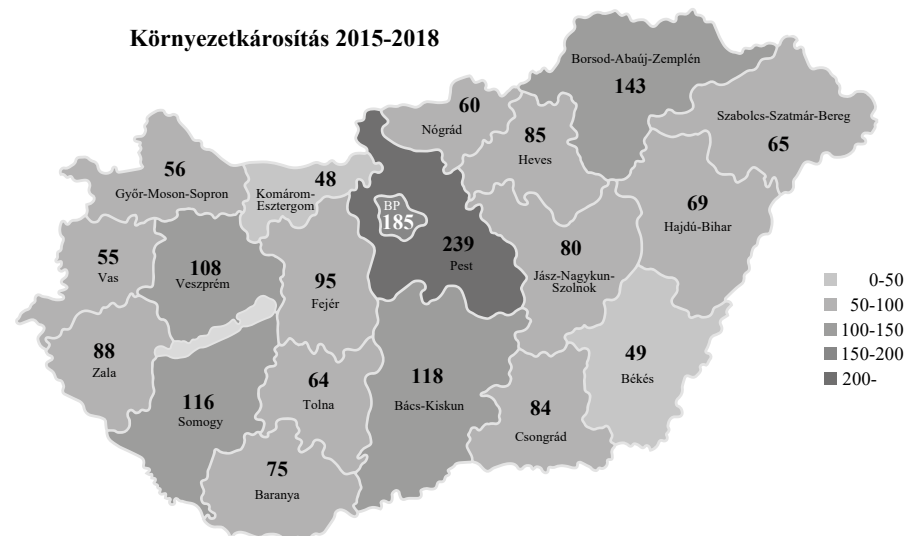 Környezetkárosítás 2015-2018
Borsod-Abaúj-Zemplén
143
60
Nógrád
85
Heves
Szabolcs-Szatmár-Bereg
65
56
Győr-Moson-Sopron
48
Komárom-
Esztergom
BP
185
239
Pest
69
Hajdú-Bihar
80
Jász-Nagykun-
Szolnok
55
Vas
108
Veszprém
95
Fejér
88
Zala
116
Somogy
64
Tolna
118
Bács-Kiskun
49
Békés
84
Csongrád
75
Baranya
0-50
50-100
100-150
150-200
200-